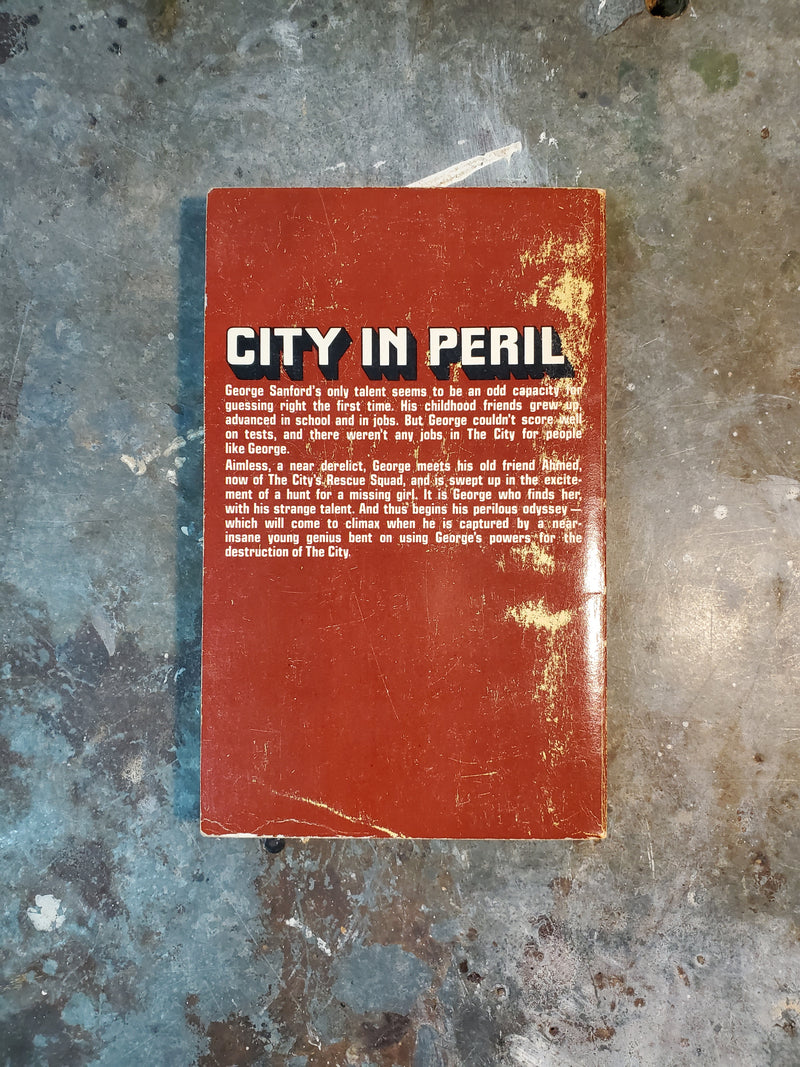 CITY IN PERIL
George Sanford's only talent seems to be an odd capacity for
guessing right the first time. His childhood friends grew up,
advanced in school and in jobs. But George couldn't score well
on tests, and there weren't any jobs in The City for people
like George.
Aimless, a near derelict, George meets his old friend Ahmed,
now of The City's Rescue Squad, and is swept up in the excite-
ment of a hunt for a missing girl. It is George who finds her,
with his strange talent. And thus begins his perilous odyssey —
which will come to climax when he is captured by a near-
insane young genius bent on using George's powers for the
destruction of The City.